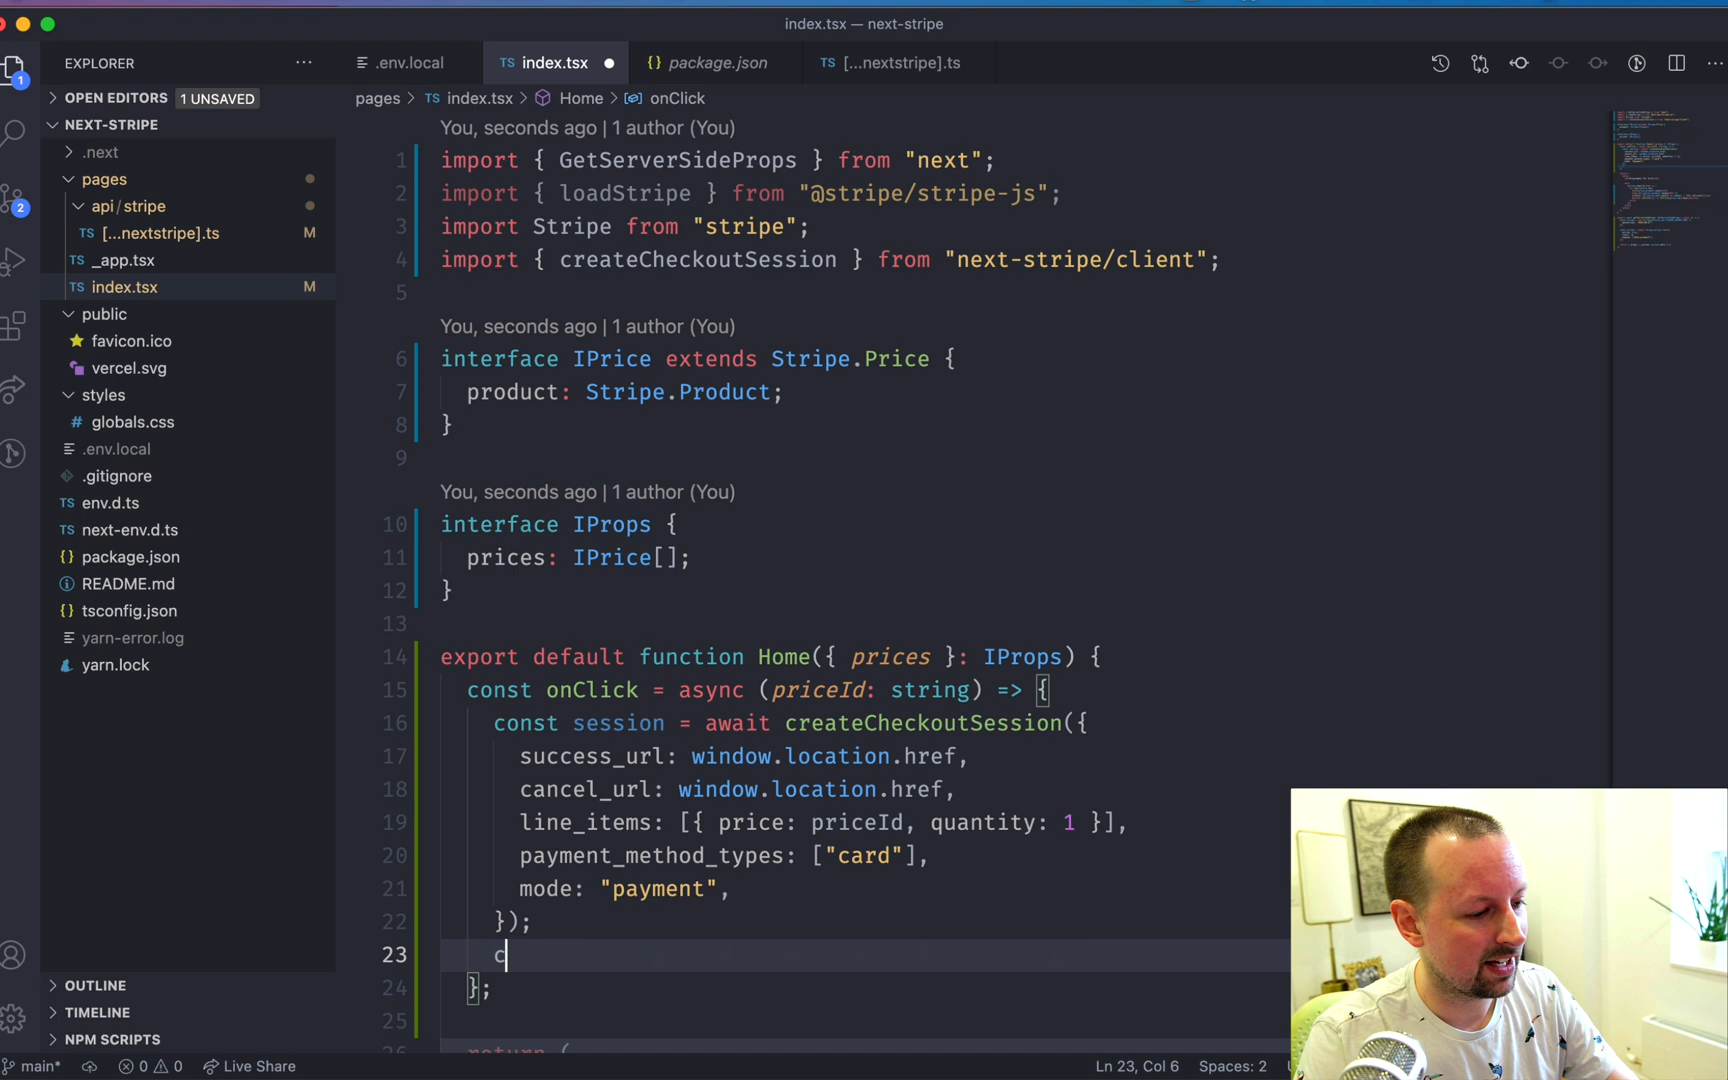 index.tsx — next-stripe
EXPLORER
.env.local
TS index.tsx
{} package.json
TS [...nextstripe].ts
1
OPEN EDITORS 1 UNSAVED
pages > TS index.tsx > Home > onClick
NEXT-STRIPE
.next
pages
api/stripe
TS [...nextstripe].ts M
TS _app.tsx
TS index.tsx M
public
favicon.ico
vercel.svg
styles
# globals.css
.env.local
.gitignore
TS env.d.ts
TS next-env.d.ts
{} package.json
README.md
{} tsconfig.json
yarn-error.log
yarn.lock
2
OUTLINE
TIMELINE
NPM SCRIPTS
You, seconds ago | 1 author (You)
1 import { GetServerSideProps } from "next";
2 import { loadStripe } from "@stripe/stripe-js";
3 import Stripe from "stripe";
4 import { createCheckoutSession } from "next-stripe/client";
5
You, seconds ago | 1 author (You)
6 interface IPrice extends Stripe.Price {
7 product: Stripe.Product;
8 }
9
You, seconds ago | 1 author (You)
10 interface IProps {
11 prices: IPrice[];
12 }
13
14 export default function Home({ prices }: IProps) {
15 const onClick = async (priceId: string) => {
16 const session = await createCheckoutSession({
17 success_url: window.location.href,
18 cancel_url: window.location.href,
19 line_items: [{ price: priceId, quantity: 1 }],
20 payment_method_types: ["card"],
21 mode: "payment",
22 });
23 c
24 };
25
26 return (
main* 0 0 Live Share
Ln 23, Col 6 Spaces: 2